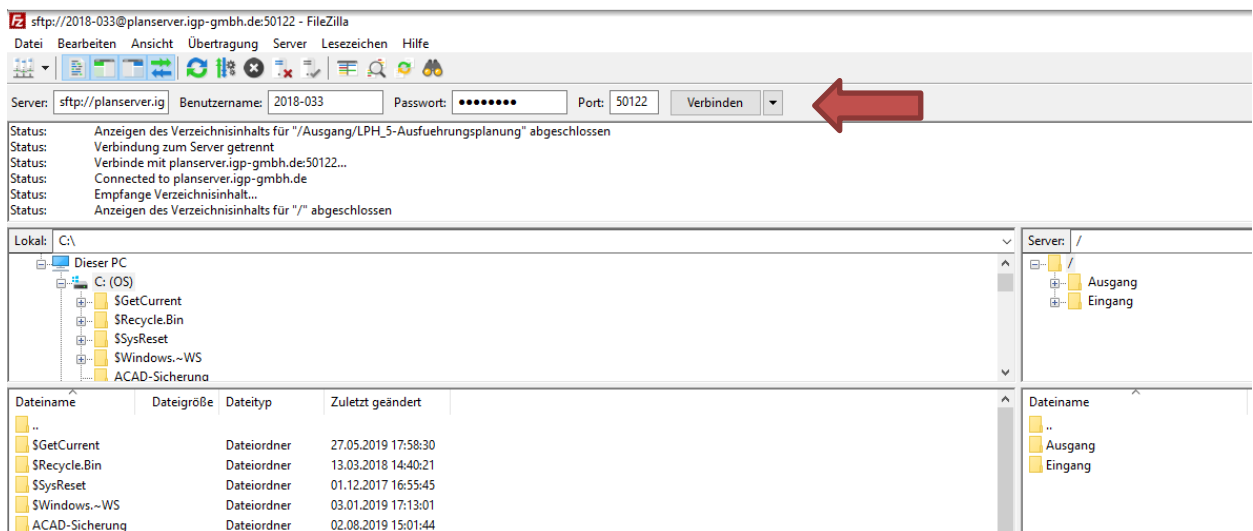 sftp://2018-033@planserver.igp-gmbh.de:50122 - FileZilla
Datei Bearbeiten Ansicht Übertragung Server Lesezeichen Hilfe
Server: sftp://planserver.ig Benutzername: 2018-033 Passwort: ●●●●●●●● Port: 50122 Verbinden
Status: Anzeigen des Verzeichnisinhalts für "/Ausgang/LPH_5-Ausfuehrungsplanung" abgeschlossen
Status: Verbindung zum Server getrennt
Status: Verbinde mit planserver.igp-gmbh.de:50122...
Status: Connected to planserver.igp-gmbh.de
Status: Empfange Verzeichnisinhalt...
Status: Anzeigen des Verzeichnisinhalts für "/" abgeschlossen
Lokal: C:\
Dieser PC
C: (OS)
$GetCurrent
$Recycle.Bin
$SysReset
$Windows.~WS
ACAD-Sicherung
Server: /
/
Ausgang
Eingang
Dateiname Dateigröße Dateityp Zuletzt geändert
..
$GetCurrent Dateiordner 27.05.2019 17:58:30
$Recycle.Bin Dateiordner 13.03.2018 14:40:21
$SysReset Dateiordner 01.12.2017 16:55:45
$Windows.~WS Dateiordner 03.01.2019 17:13:01
ACAD-Sicherung Dateiordner 02.08.2019 15:01:44
Dateiname
..
Ausgang
Eingang